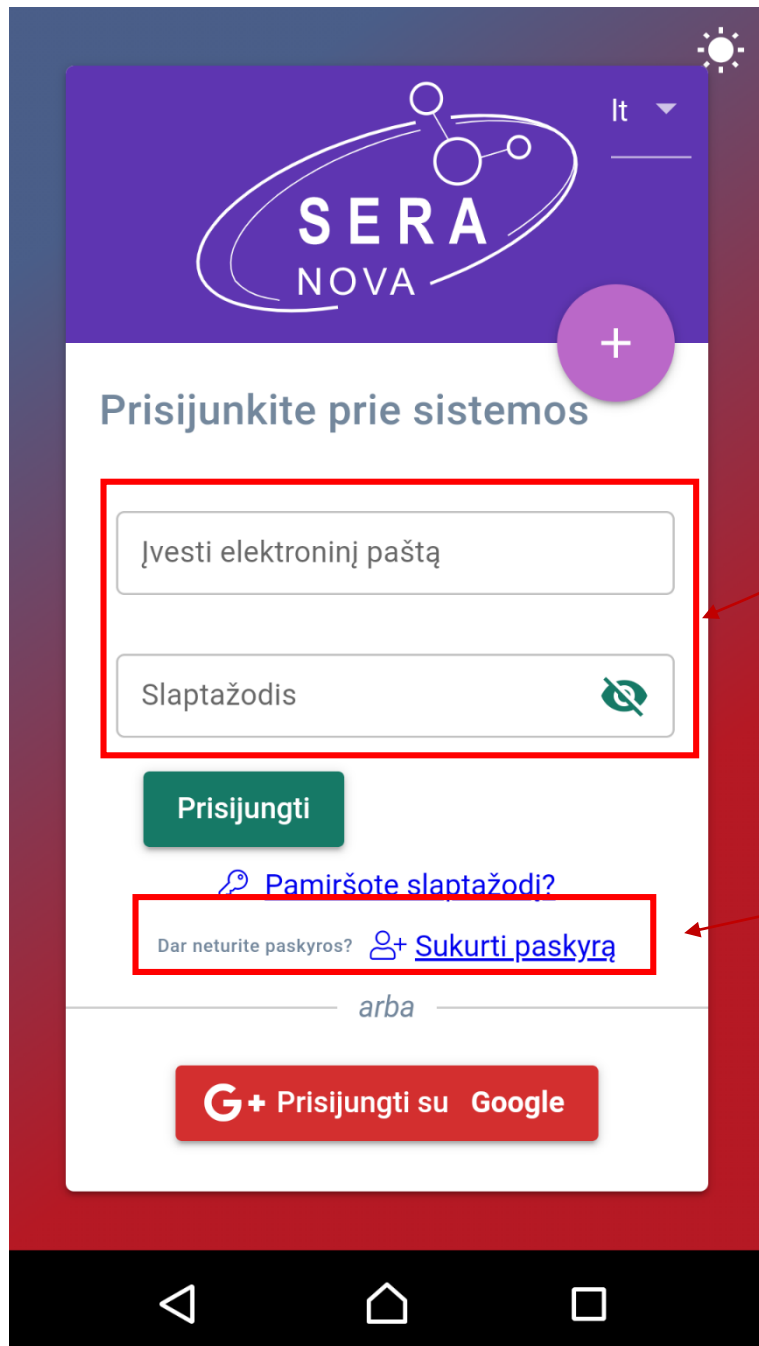 lt
SERA
NOVA
+
Prisijunkite prie sistemos
Įvesti elektroninį paštą
Slaptažodis
Prisijungti
Pamiršote slaptažodį?
Dar neturite paskyros? Sukurti paskyrą
arba
G+ Prisijungti su Google